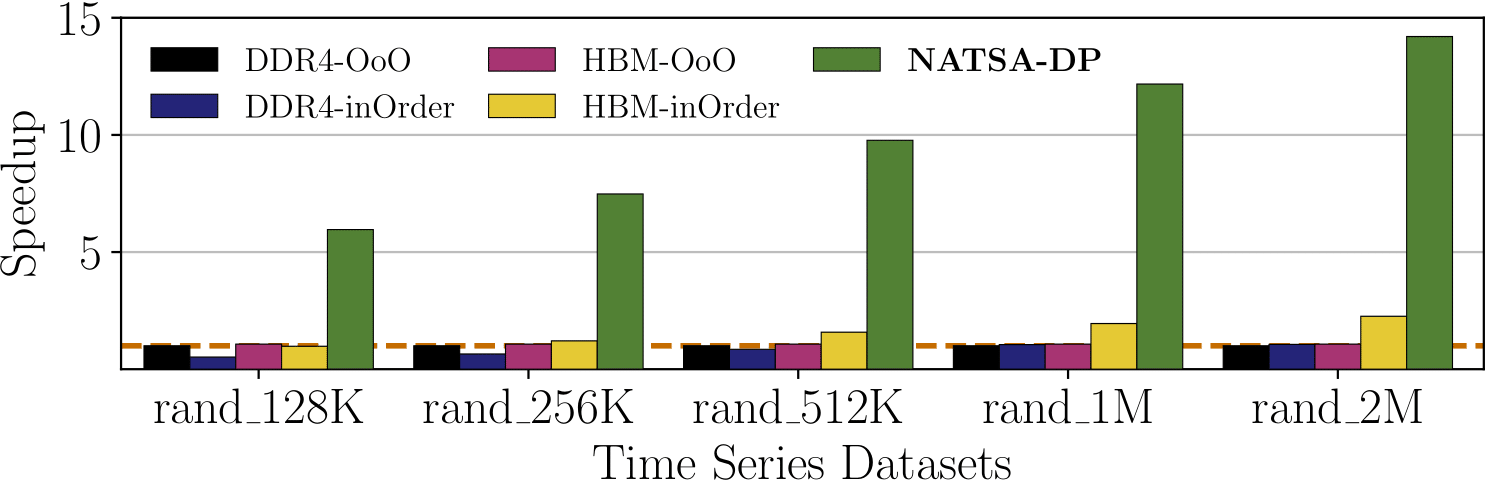 15
10
5
Speedup
DDR4-OoO
DDR4-inOrder
HBM-OoO
HBM-inOrder
NATSA-DP
rand_128K
rand_256K
rand_512K
rand_1M
rand_2M
Time Series Datasets